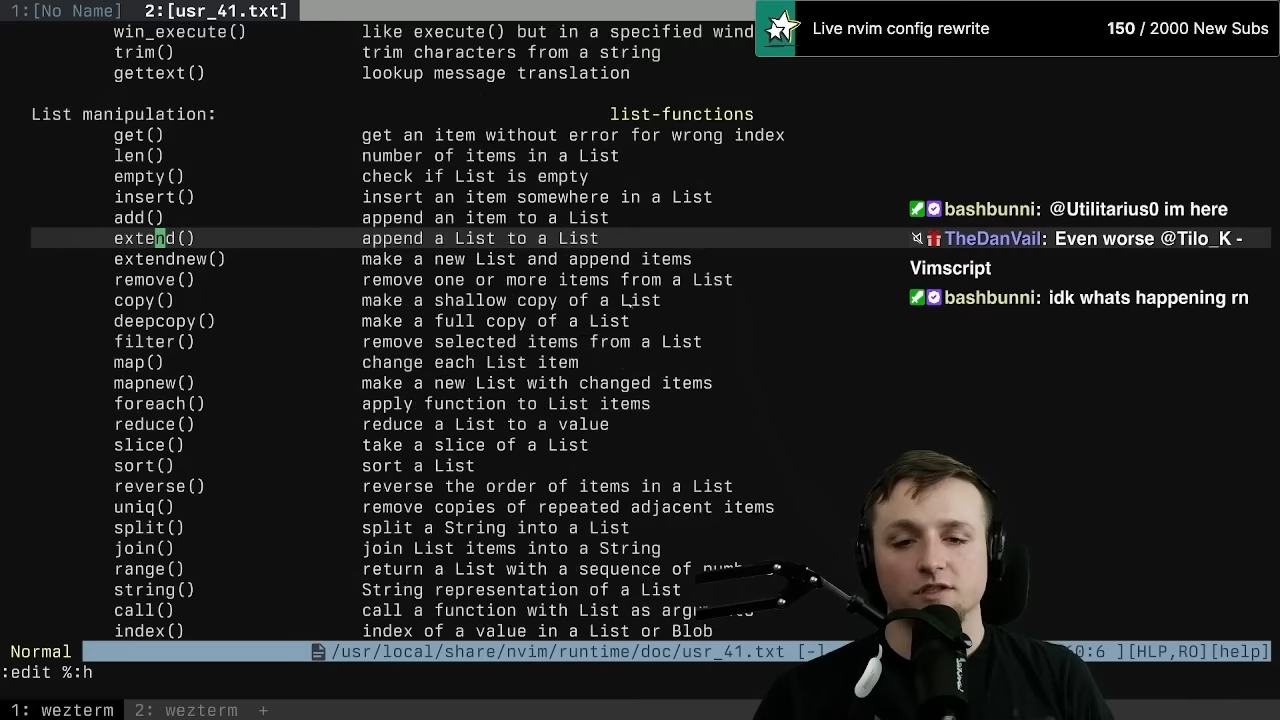 1:[No Name]  2:[usr_41.txt]
Live nvim config rewrite  150 / 2000 New Subs
win_execute()  like execute() but in a specified
trim()  trim characters from a string
gettext()  lookup message translation
List manipulation:  list-functions
get()  get an item without error for wrong index
len()  number of items in a List
empty()  check if List is empty
insert()  insert an item somewhere in a List
add()  append an item to a List
extend()  append a List to a List
extendnew()  make a new List and append items
remove()  remove one or more items from a List
copy()  make a shallow copy of a List
deepcopy()  make a full copy of a List
filter()  remove selected items from a List
map()  change each List item
mapnew()  make a new List with changed items
foreach()  apply function to List items
reduce()  reduce a List to a value
slice()  take a slice of a List
sort()  sort a List
reverse()  reverse the order of items in a List
uniq()  remove copies of repeated adjacent items
split()  split a String into a List
join()  join List items into a String
range()  return a List with a sequence of
string()  String representation of a List
call()  call a function with List as
index()  index of a value in a List or Blob
bashbunni: @Utilitarius0 im here
TheDanVail: Even worse @Tilo_K -
Vimscript
bashbunni: idk whats happening rn
Normal  /usr/local/share/nvim/runtime/doc/usr_41.txt [-]  60:6 ][HLP,RO][help]
:edit %:h
1: wezterm  2: wezterm  +